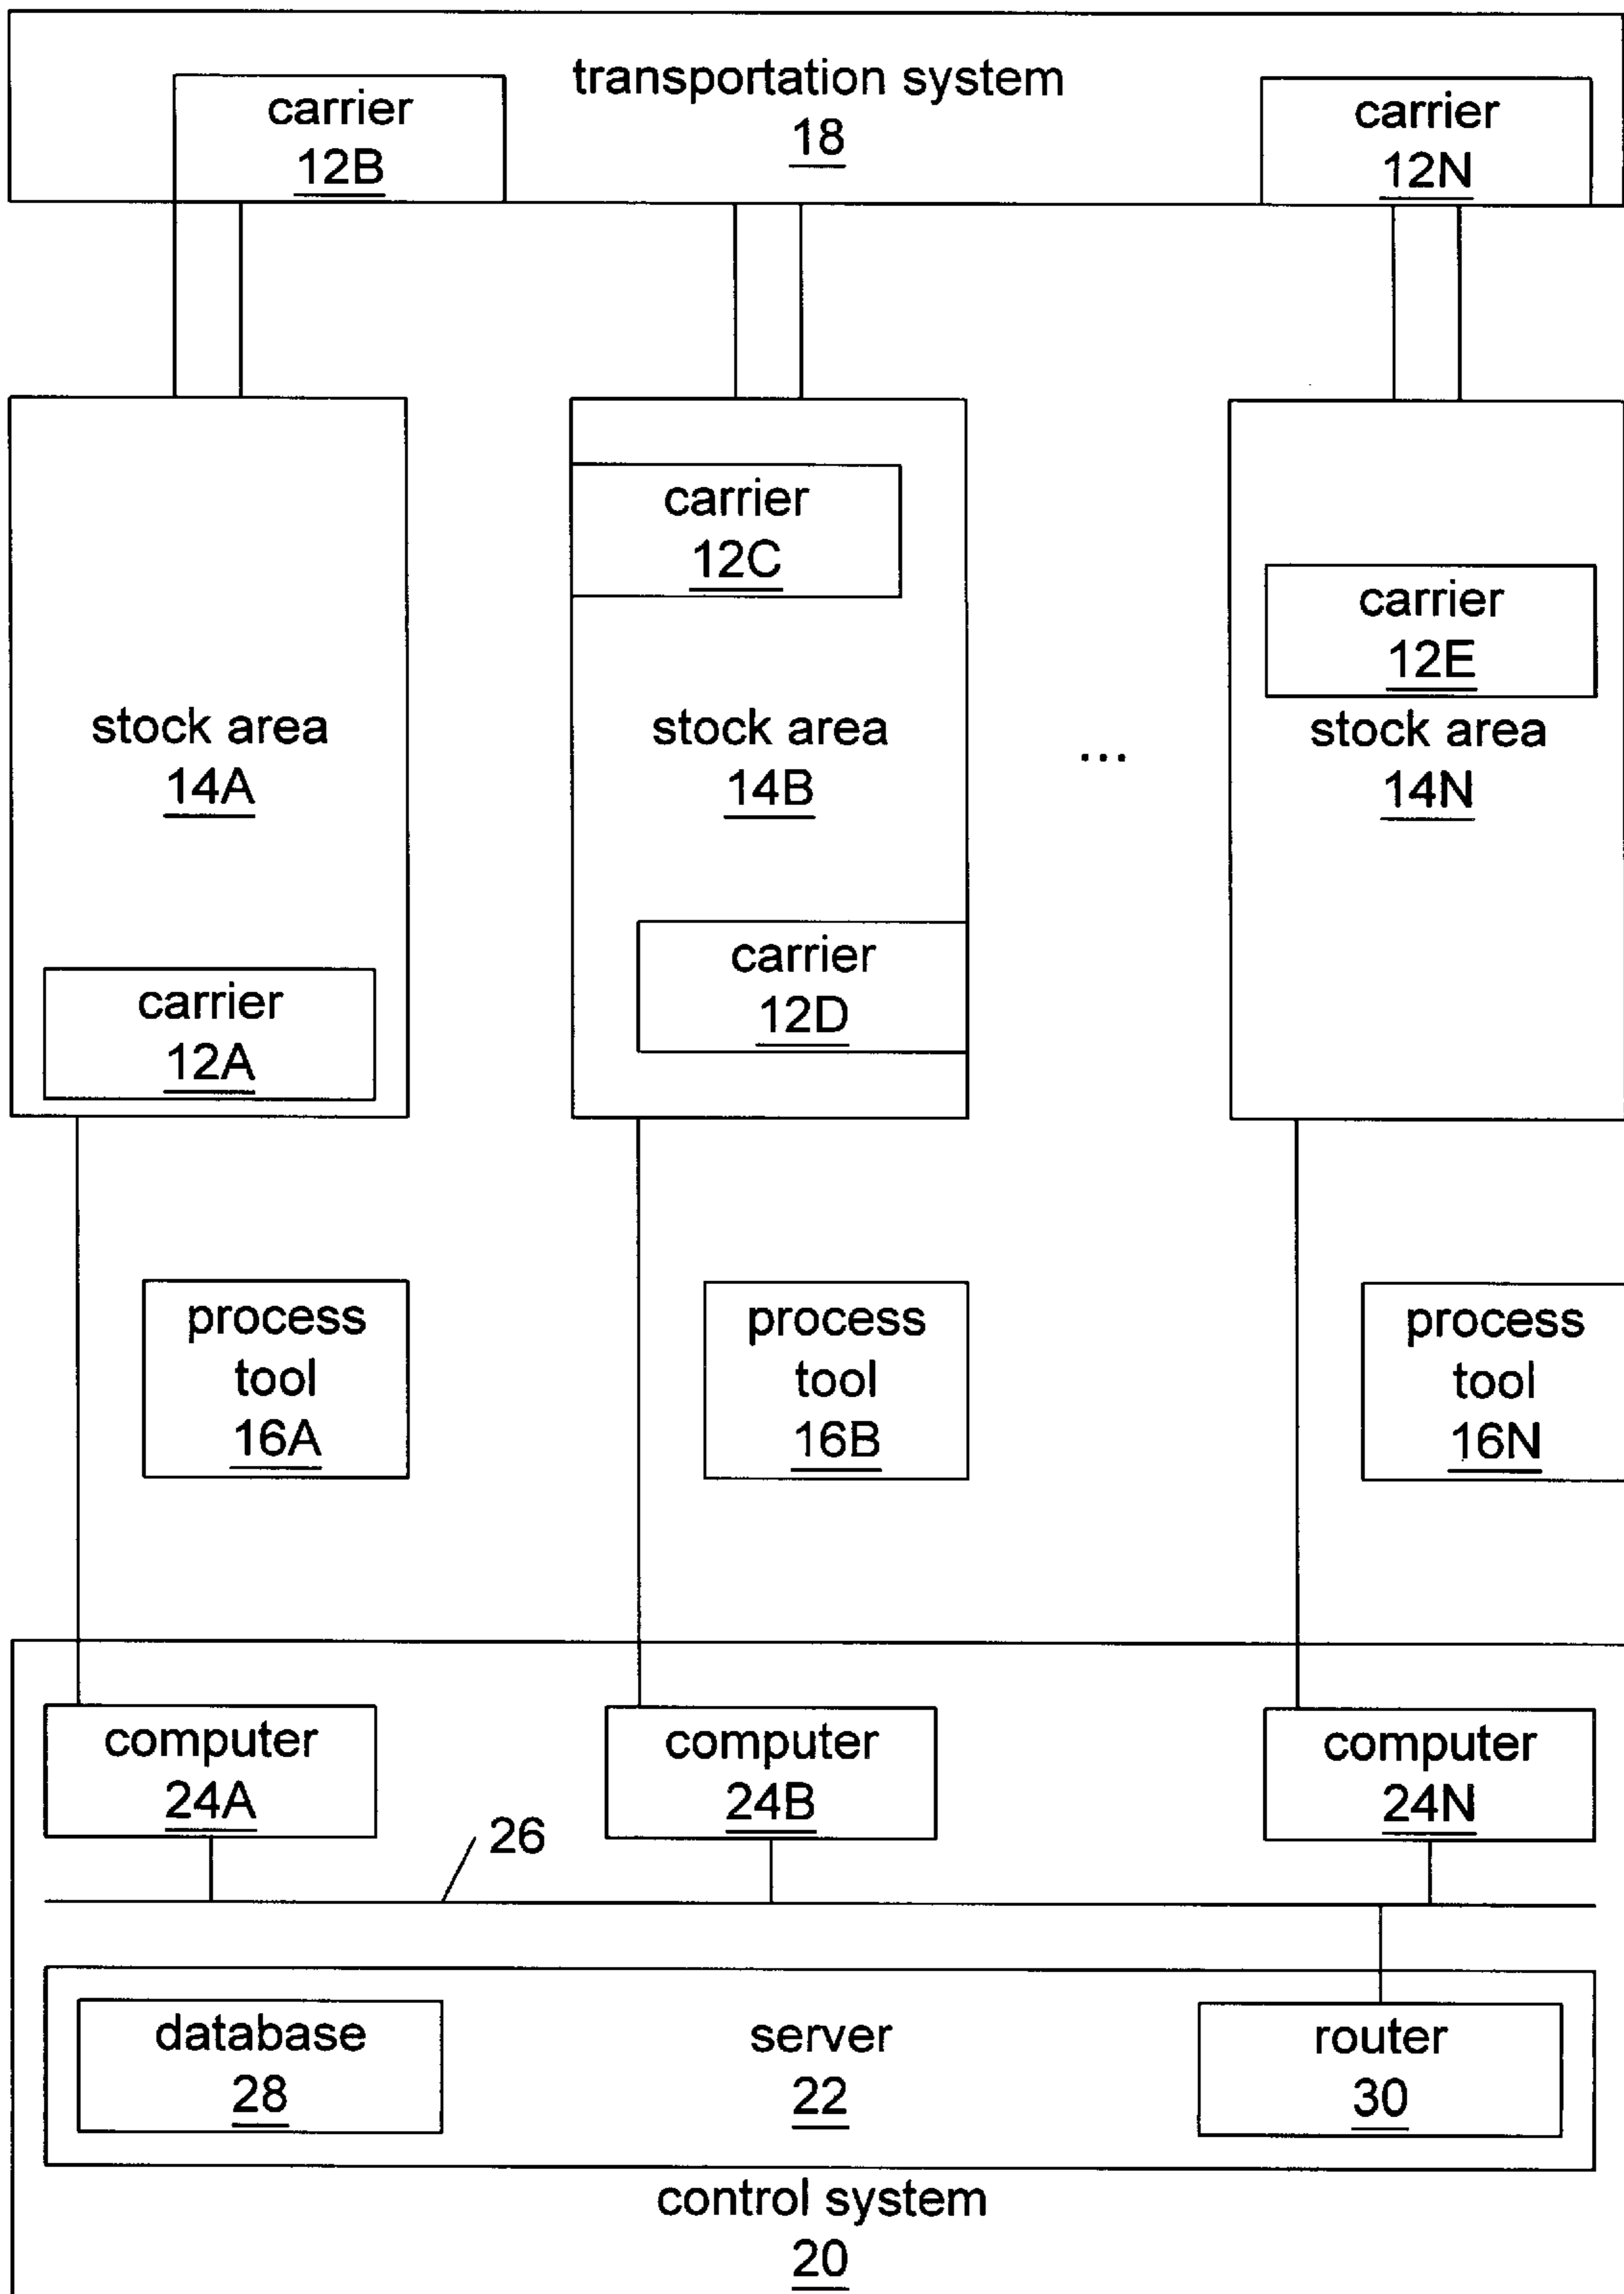 transportation system
18
carrier
12B
carrier
12N
carrier
12C
carrier
12E
stock area
14A
stock area
14B
...
stock area
14N
carrier
12D
carrier
12A
process
tool
16A
process
tool
16B
process
tool
16N
computer
24A
computer
24B
computer
24N
26
database
28
server
22
router
30
control system
20